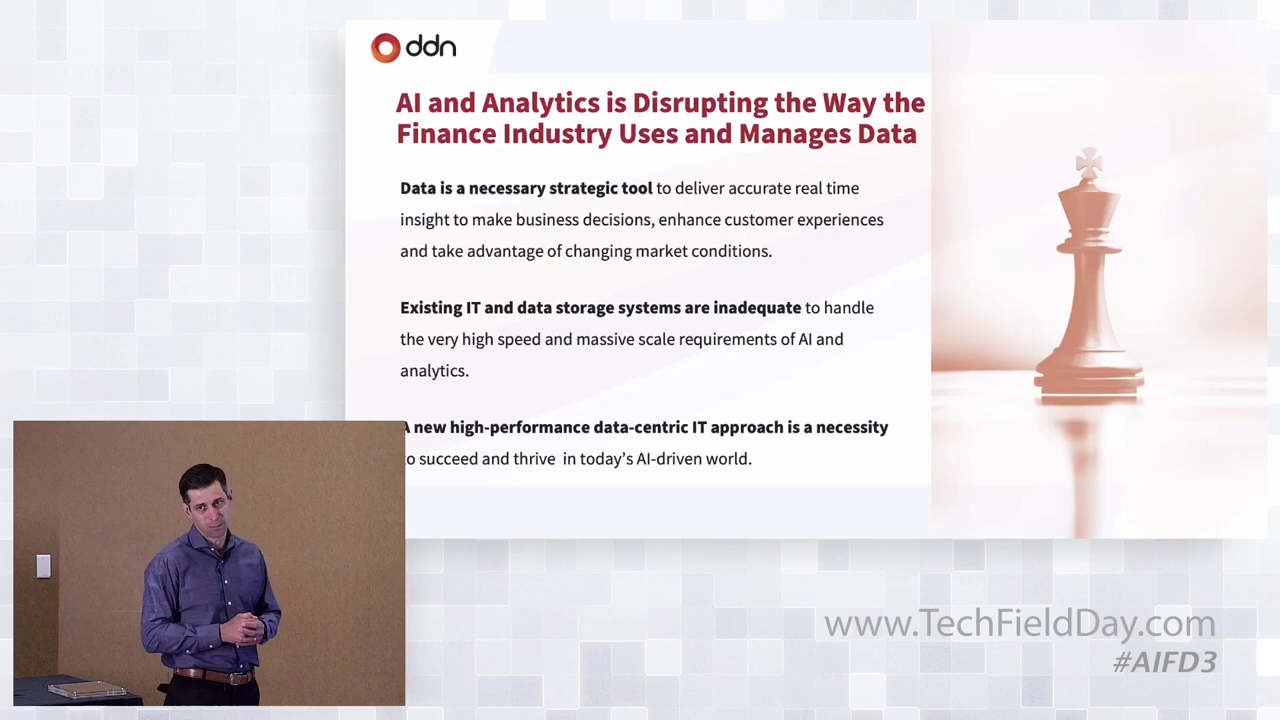 ddn
AI and Analytics is Disrupting the Way the
Finance Industry Uses and Manages Data
Data is a necessary strategic tool to deliver accurate real time
insight to make business decisions, enhance customer experiences
and take advantage of changing market conditions.
Existing IT and data storage systems are inadequate to handle
the very high speed and massive scale requirements of AI and
analytics.
A new high-performance data-centric IT approach is a necessity
to succeed and thrive in today's AI-driven world.
www.TechFieldDay.com
#AIFD3